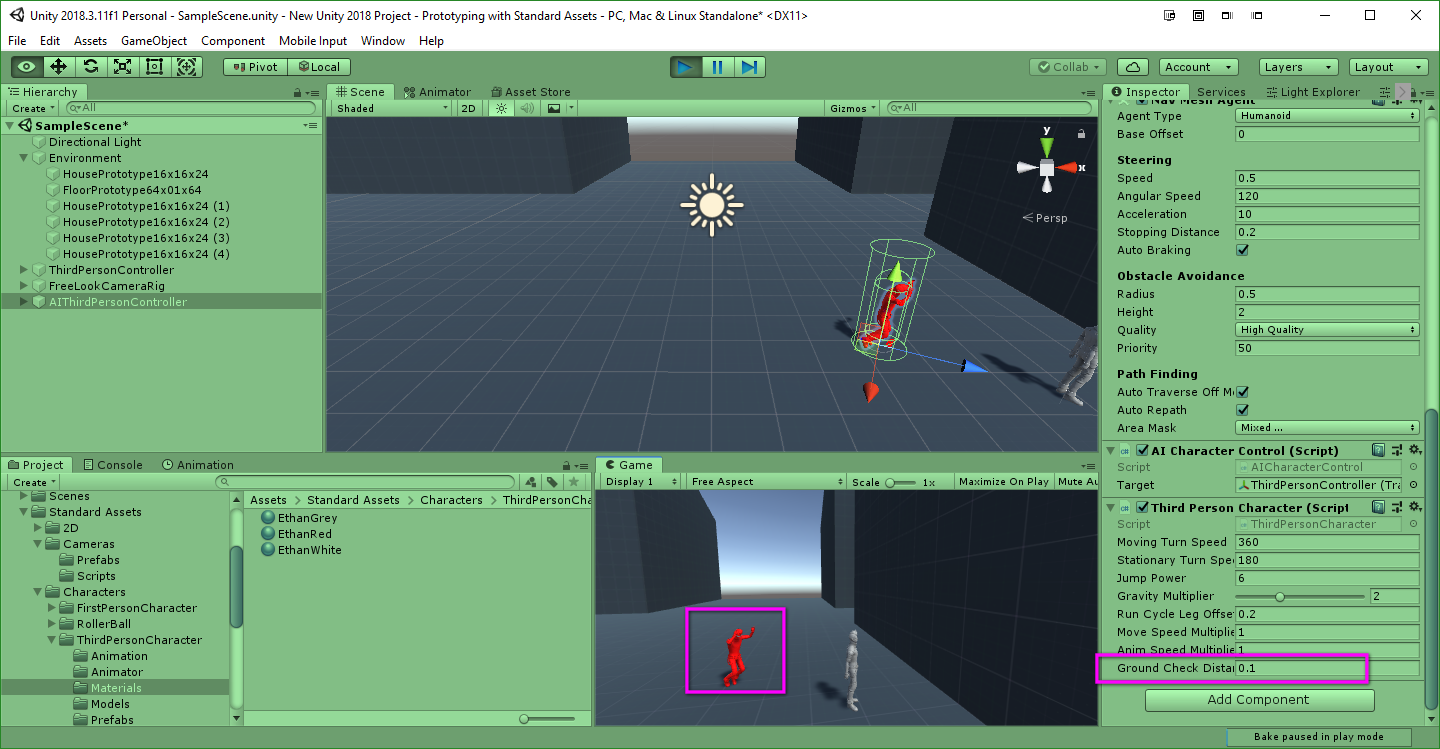 Unity 2018.3.11f1 Personal - SampleScene.unity - New Unity 2018 Project - Prototyping with Standard Assets - PC, Mac & Linux Standalone* <DX11>
File Edit Assets GameObject Component Mobile Input Window Help
Pivot Local Collab Account Layers Layout
Hierarchy
Create All
SampleScene*
Directional Light
Environment
HousePrototype16x16x24
FloorPrototype64x01x64
HousePrototype16x16x24 (1)
HousePrototype16x16x24 (2)
HousePrototype16x16x24 (3)
HousePrototype16x16x24 (4)
ThirdPersonController
FreeLookCameraRig
AIThirdPersonController
Scene Animator Asset Store
Shaded 2D Gizmos All
y
x
Persp
Inspector Services Light Explorer
Nav Mesh Agent
Agent Type Humanoid
Base Offset 0
Steering
Speed 0.5
Angular Speed 120
Acceleration 10
Stopping Distance 0.2
Auto Braking
Obstacle Avoidance
Radius 0.5
Height 2
Quality High Quality
Priority 50
Path Finding
Auto Traverse Off M
Auto Repath
Area Mask Mixed ...
AI Character Control (Script)
Script AICharacterControl
Target ThirdPersonController (Tra
Third Person Character (Script
Script ThirdPersonCharacter
Moving Turn Speed 360
Stationary Turn Spee 180
Jump Power 6
Gravity Multiplier 2
Run Cycle Leg Offse 0.2
Move Speed Multiplie 1
Anim Speed Multiplie 1
Ground Check Distan 0.1
Add Component
Project Console Animation
Create
Scenes
Standard Assets
2D
Cameras
Prefabs
Scripts
Characters
FirstPersonCharacter
RollerBall
ThirdPersonCharacter
Animation
Animator
Materials
Models
Prefabs
Assets > Standard Assets > Characters > ThirdPersonCha
EthanGrey
EthanRed
EthanWhite
Game
Display 1 Free Aspect Scale 1x Maximize On Play Mute Au
Bake paused in play mode